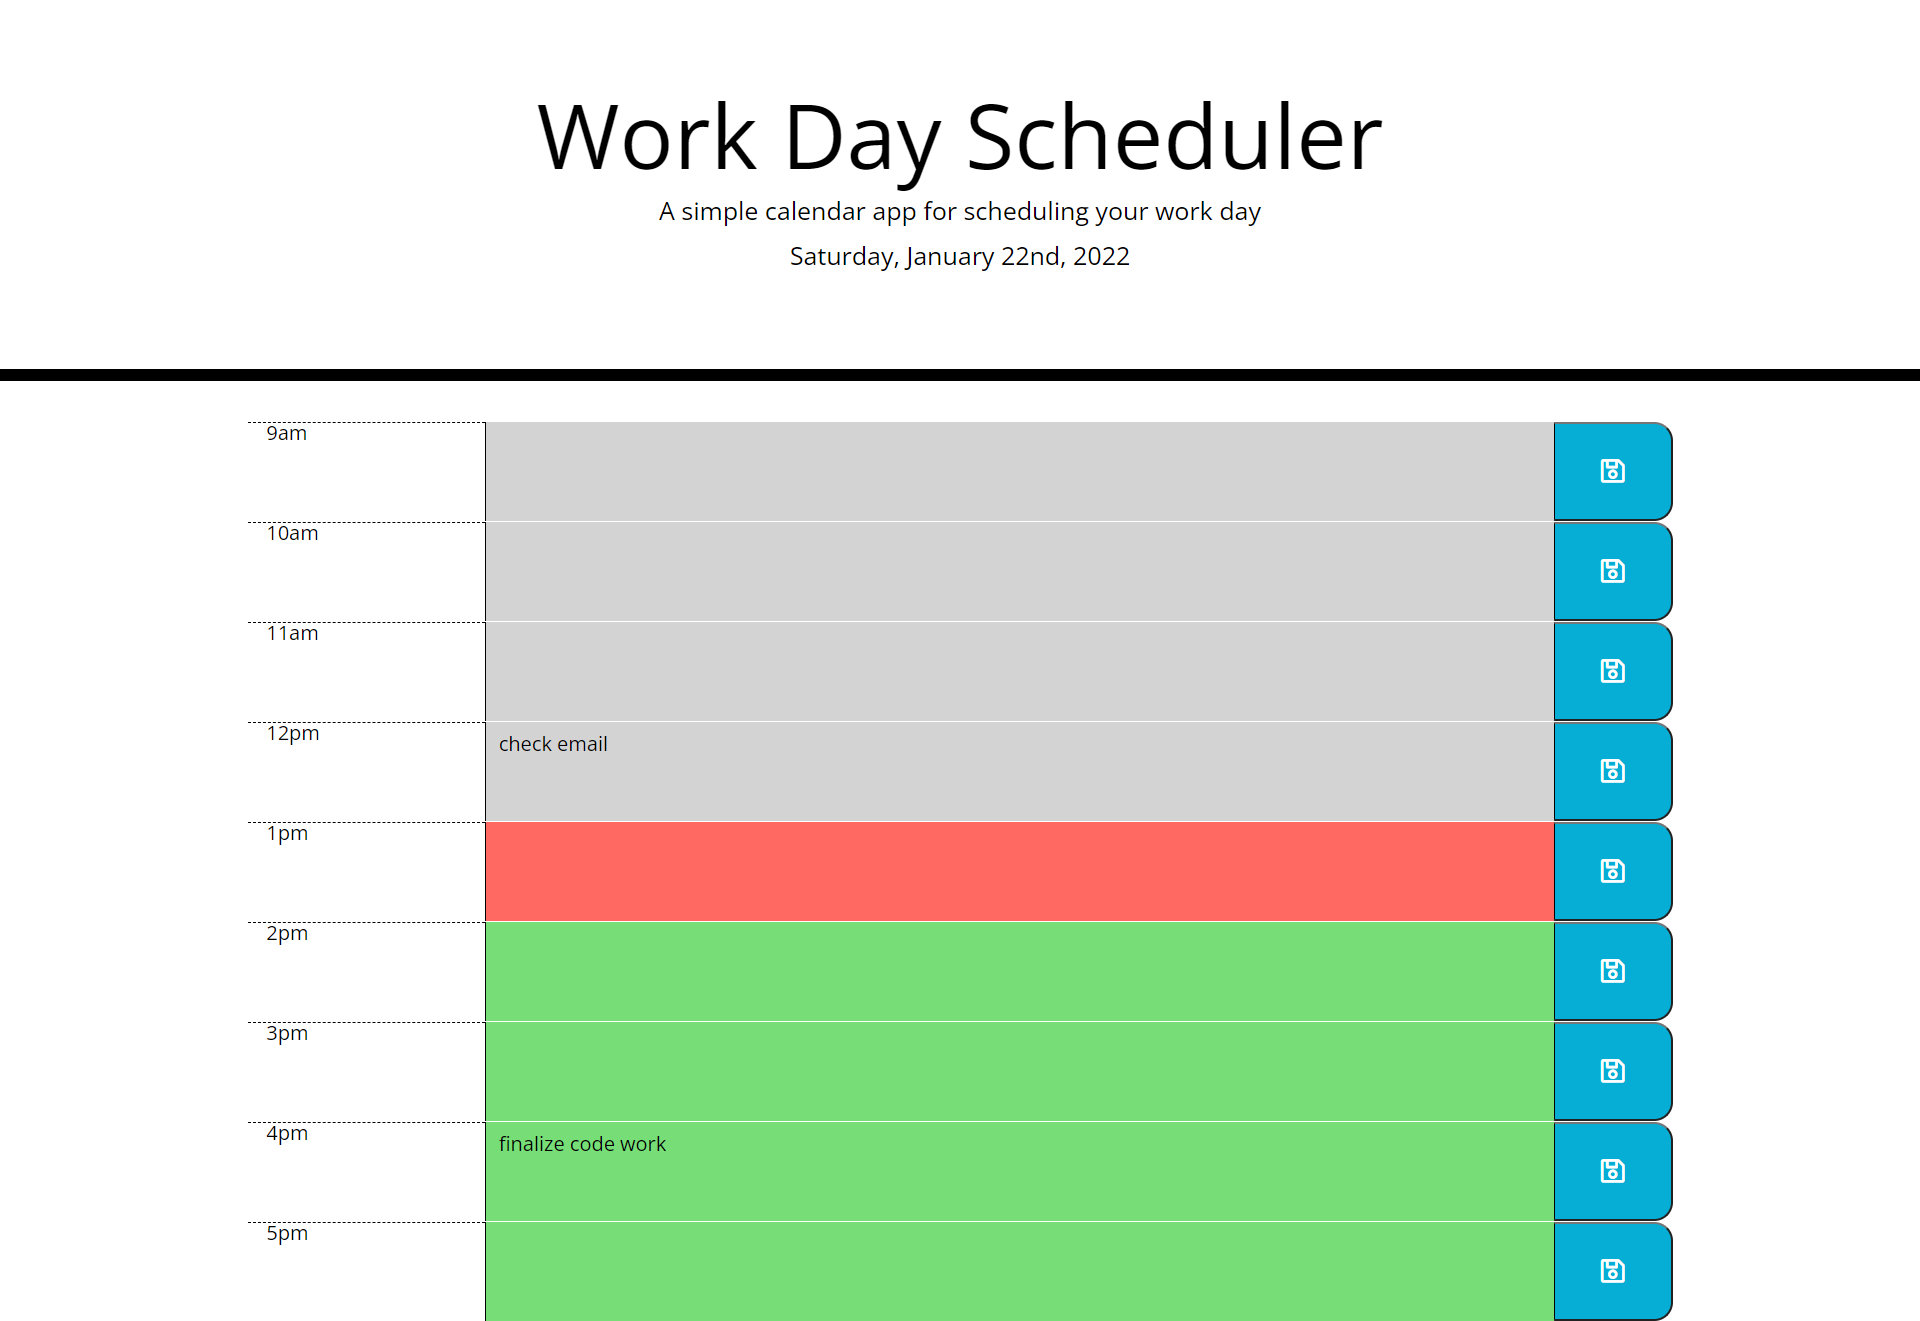 Work Day Scheduler
A simple calendar app for scheduling your work day
Saturday, January 22nd, 2022
9am
10am
11am
12pm
check email
1pm
2pm
3pm
4pm
finalize code work
5pm